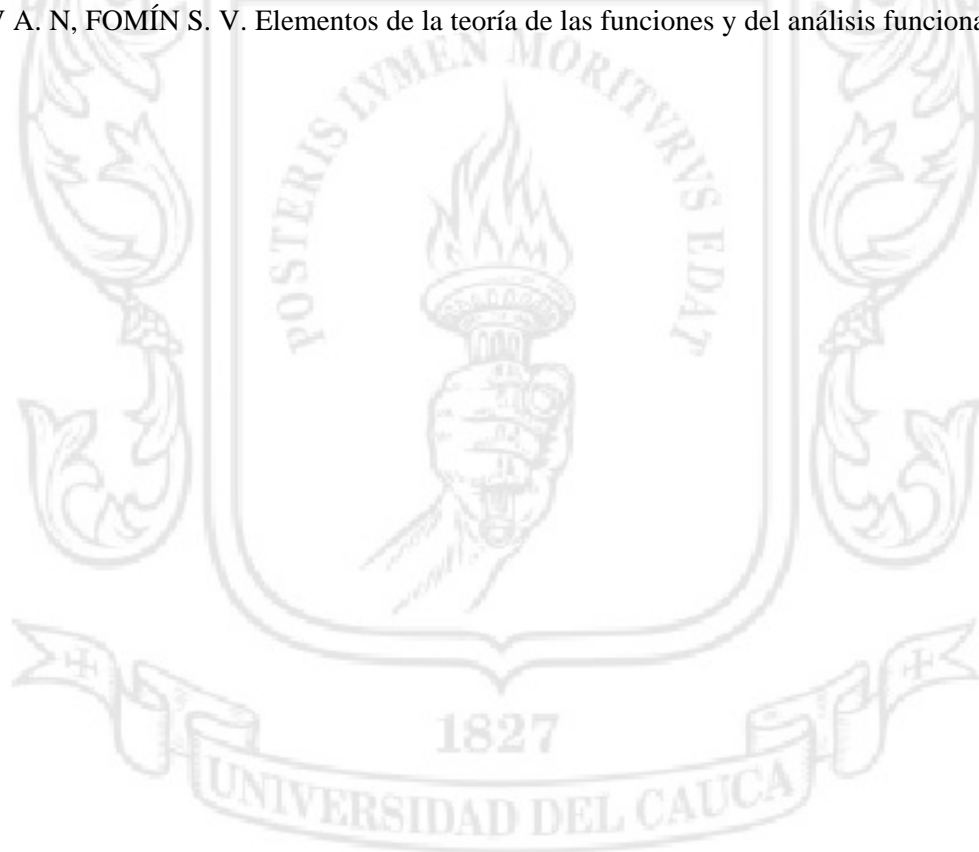 V A. N, FOMÍN S. V. Elementos de la teoría de las funciones y del análisis funciona
POSTERIS LVMEN MORITVRVS EDAT
1827
UNIVERSIDAD DEL CAUCA